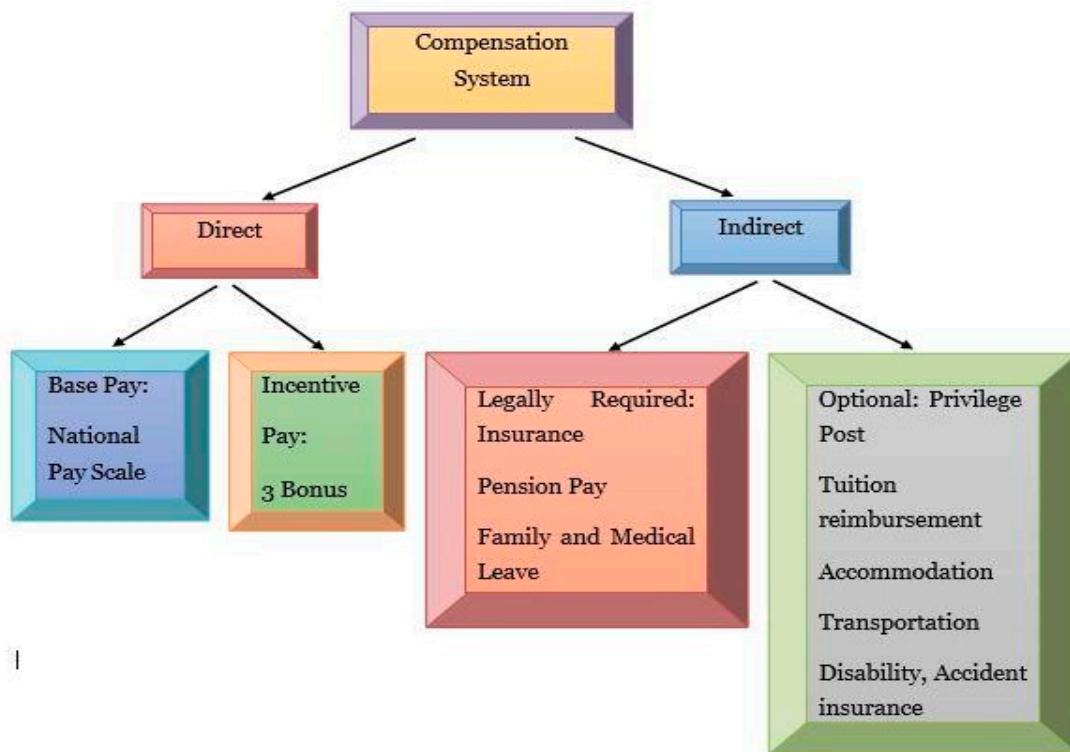 Compensation
System
Direct
Indirect
Base Pay:
National
Pay Scale
Incentive
Pay:
3 Bonus
Legally Required:
Insurance
Pension Pay
Family and Medical
Leave
Optional: Privilege
Post
Tuition
reimbursement
Accommodation
Transportation
Disability, Accident
insurance